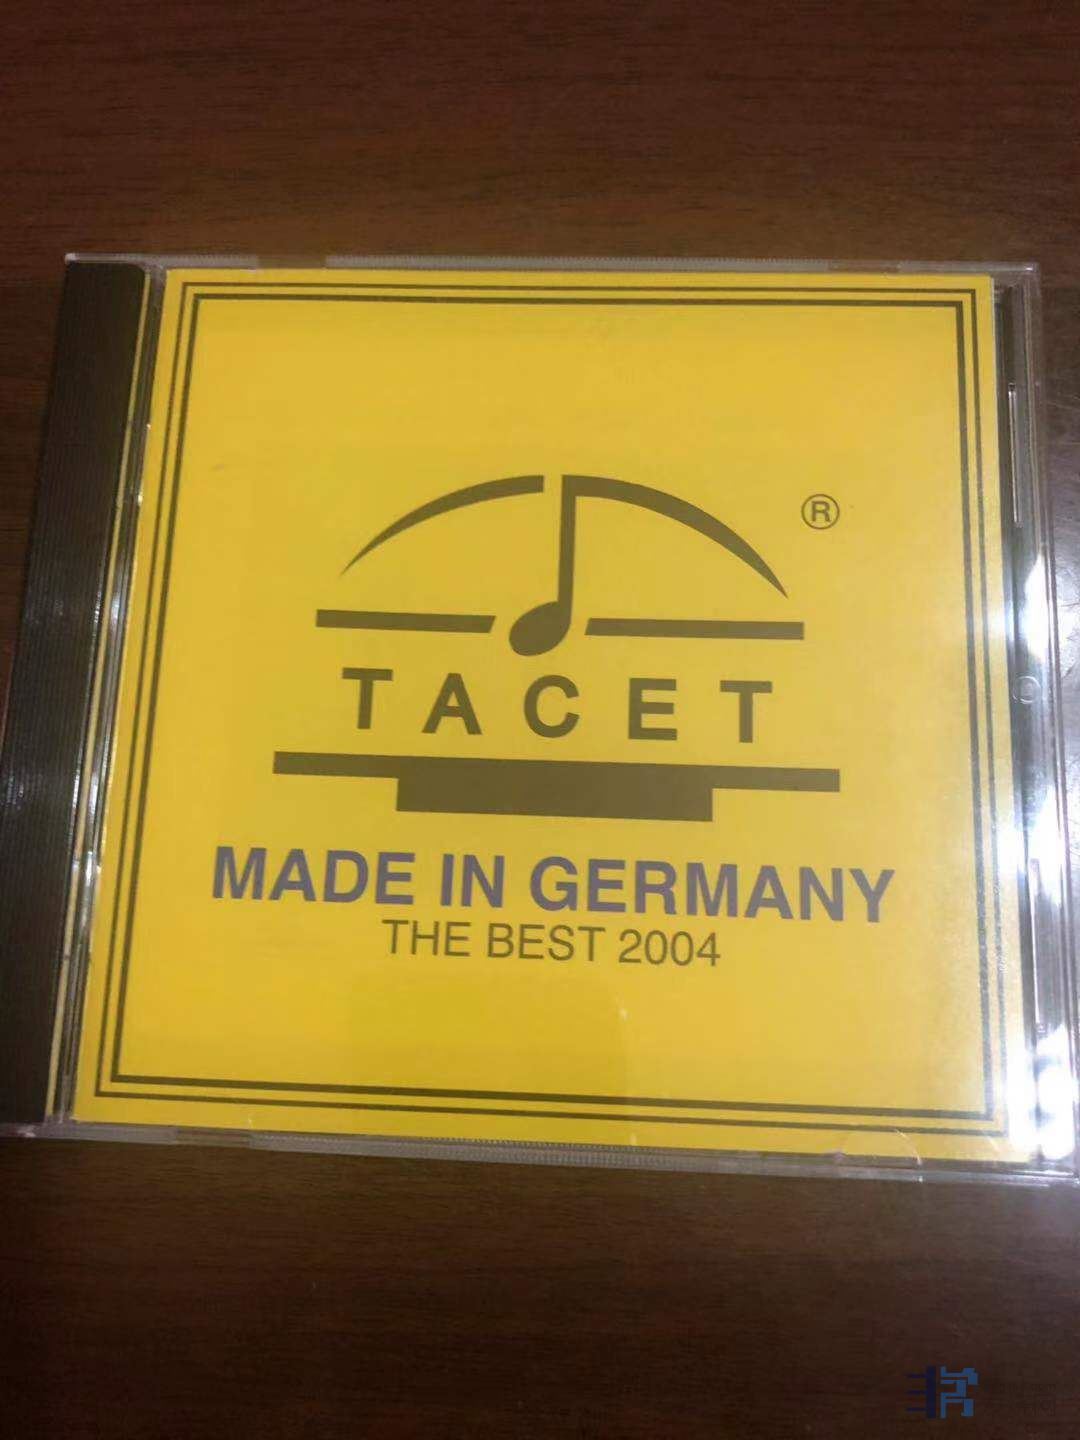 ®
TACET
MADE IN GERMANY
THE BEST 2004